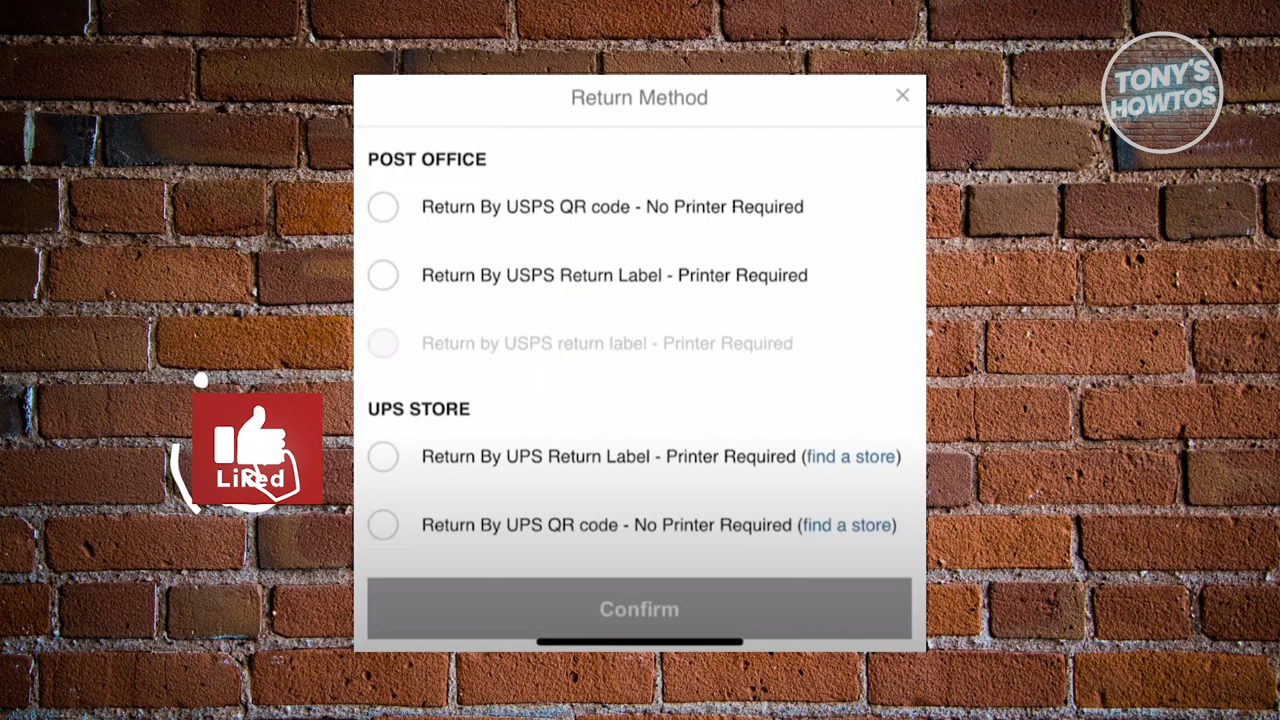 Return Method
TONY'S
HOWTOS
POST OFFICE
Return By USPS QR code - No Printer Required
Return By USPS Return Label - Printer Required
Return by USPS return label - Printer Required
UPS STORE
Return By UPS Return Label - Printer Required (find a store)
Liked
Return By UPS QR code - No Printer Required (find a store)
Confirm